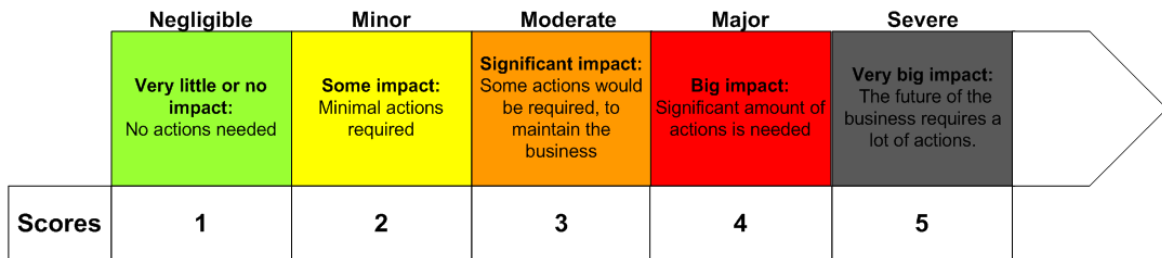 Negligible
Minor
Moderate
Major
Severe
Very little or no
impact:
No actions needed
Some impact:
Minimal actions
required
Significant impact:
Some actions would
be required, to
maintain the
business
Big impact:
Significant amount of
actions is needed
Very big impact:
The future of the
business requires a
lot of actions.
Scores
1
2
3
4
5